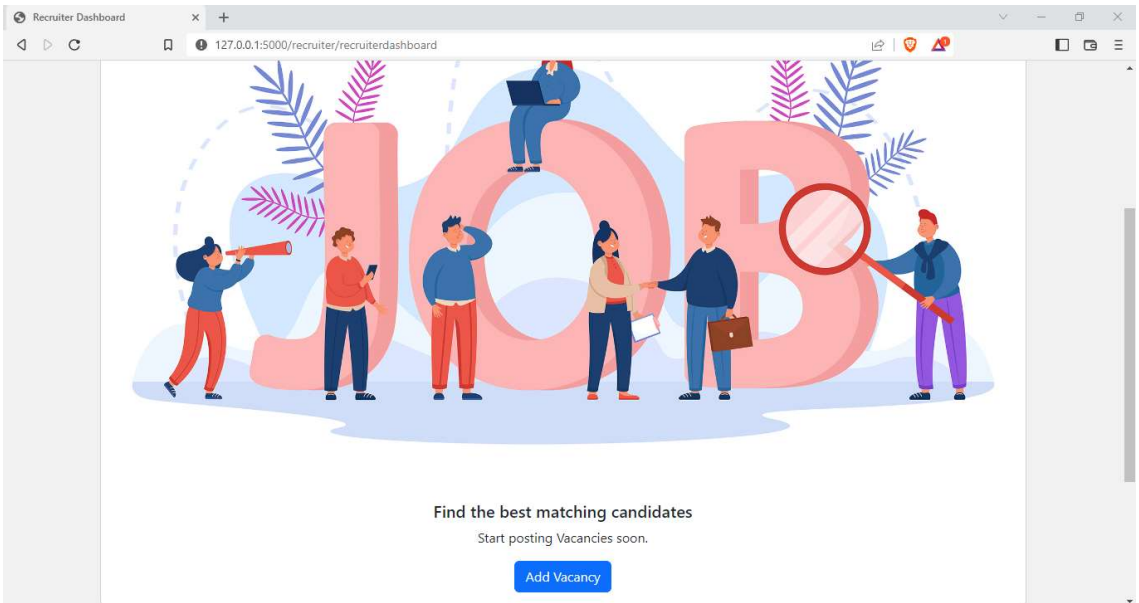 Recruiter Dashboard
127.0.0.1:5000/recruiter/recruiterdashboard
JOB
Find the best matching candidates
Start posting Vacancies soon.
Add Vacancy